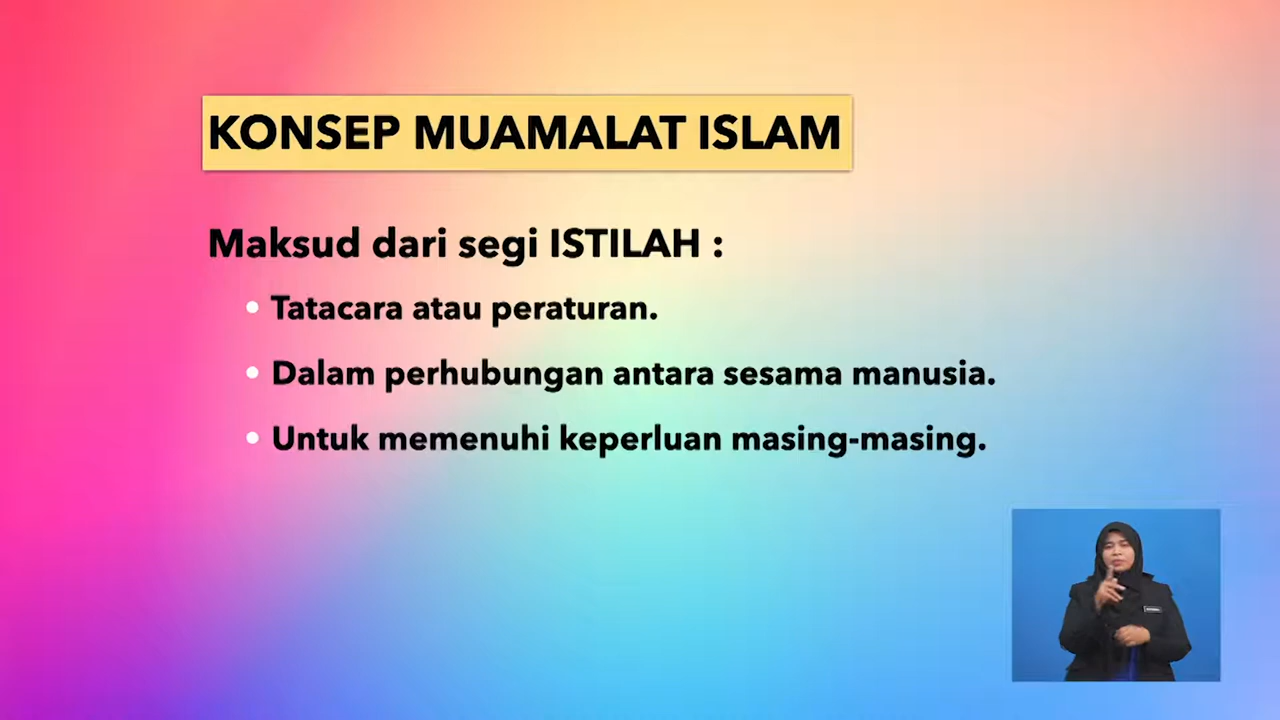 KONSEP MUAMALAT ISLAM
Maksud dari segi ISTILAH :
• Tatacara atau peraturan.
• Dalam perhubungan antara sesama manusia.
• Untuk memenuhi keperluan masing-masing.